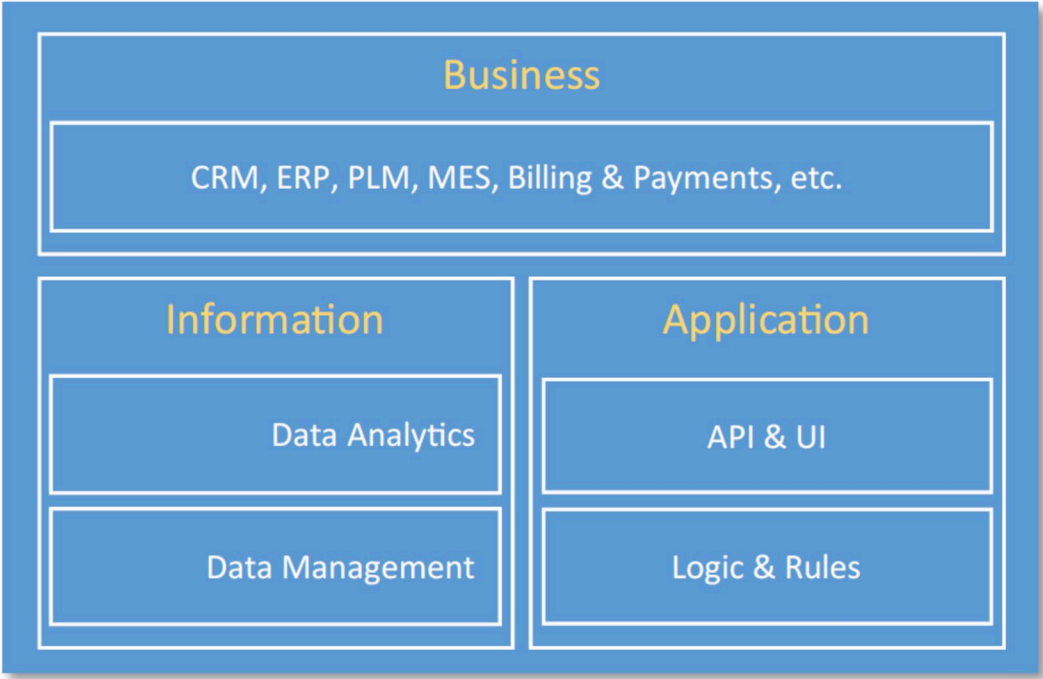 Business
CRM, ERP, PLM, MES, Billing & Payments, etc.
Information
Data Analytics
Data Management
Application
API & UI
Logic & Rules